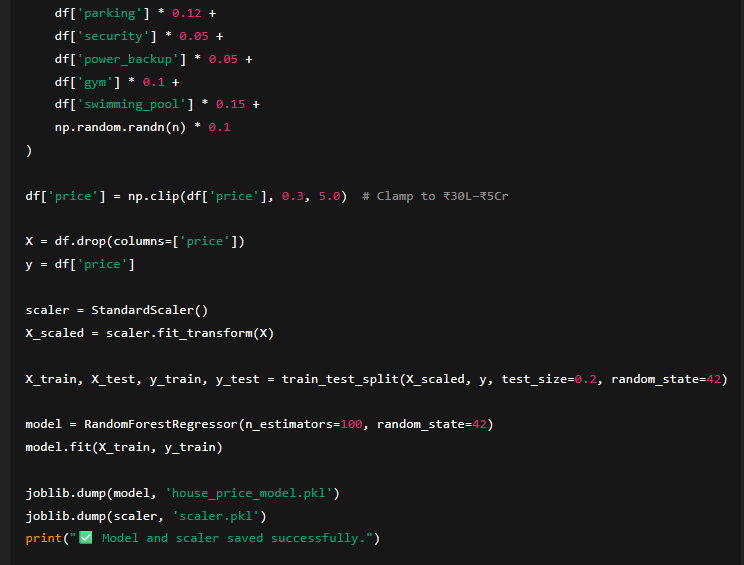 df['parking'] * 0.12 +
df['security'] * 0.05 +
df['power_backup'] * 0.05 +
df['gym'] * 0.1 +
df['swimming_pool'] * 0.15 +
np.random.randn(n) * 0.1
)
df['price'] = np.clip(df['price'], 0.3, 5.0)  # Clamp to ₹30L–₹5Cr
X = df.drop(columns=['price'])
y = df['price']
scaler = StandardScaler()
X_scaled = scaler.fit_transform(X)
X_train, X_test, y_train, y_test = train_test_split(X_scaled, y, test_size=0.2, random_state=42)
model = RandomForestRegressor(n_estimators=100, random_state=42)
model.fit(X_train, y_train)
joblib.dump(model, 'house_price_model.pkl')
joblib.dump(scaler, 'scaler.pkl')
print("✅ Model and scaler saved successfully.")